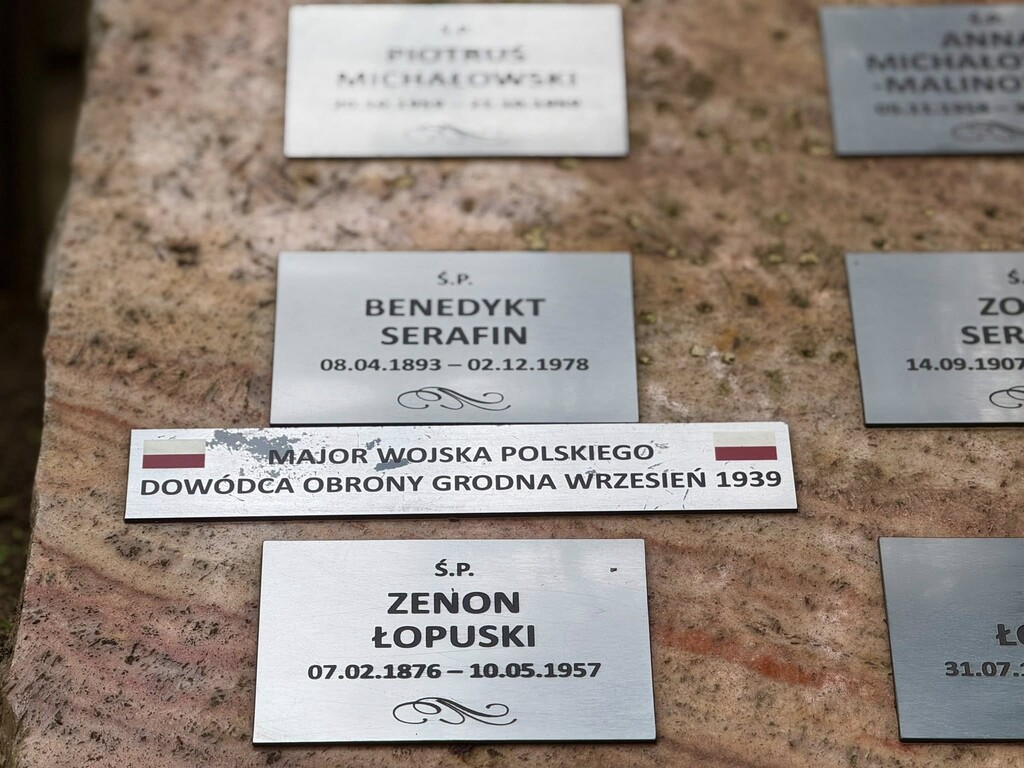 Ś.P.
PIOTRUŚ
MICHAŁOWSKI
Ś.P.
ANNA
-MALINO
Ś.P.
BENEDYKT
SERAFIN
08.04.1893 – 02.12.1978
ZO
SER
14.09.1907
MAJOR WOJSKA POLSKIEGO
DOWÓDCA OBRONY GRODNA WRZESIEŃ 1939
Ś.P.
ZENON
ŁOPUSKI
07.02.1876 – 10.05.1957
31.07.